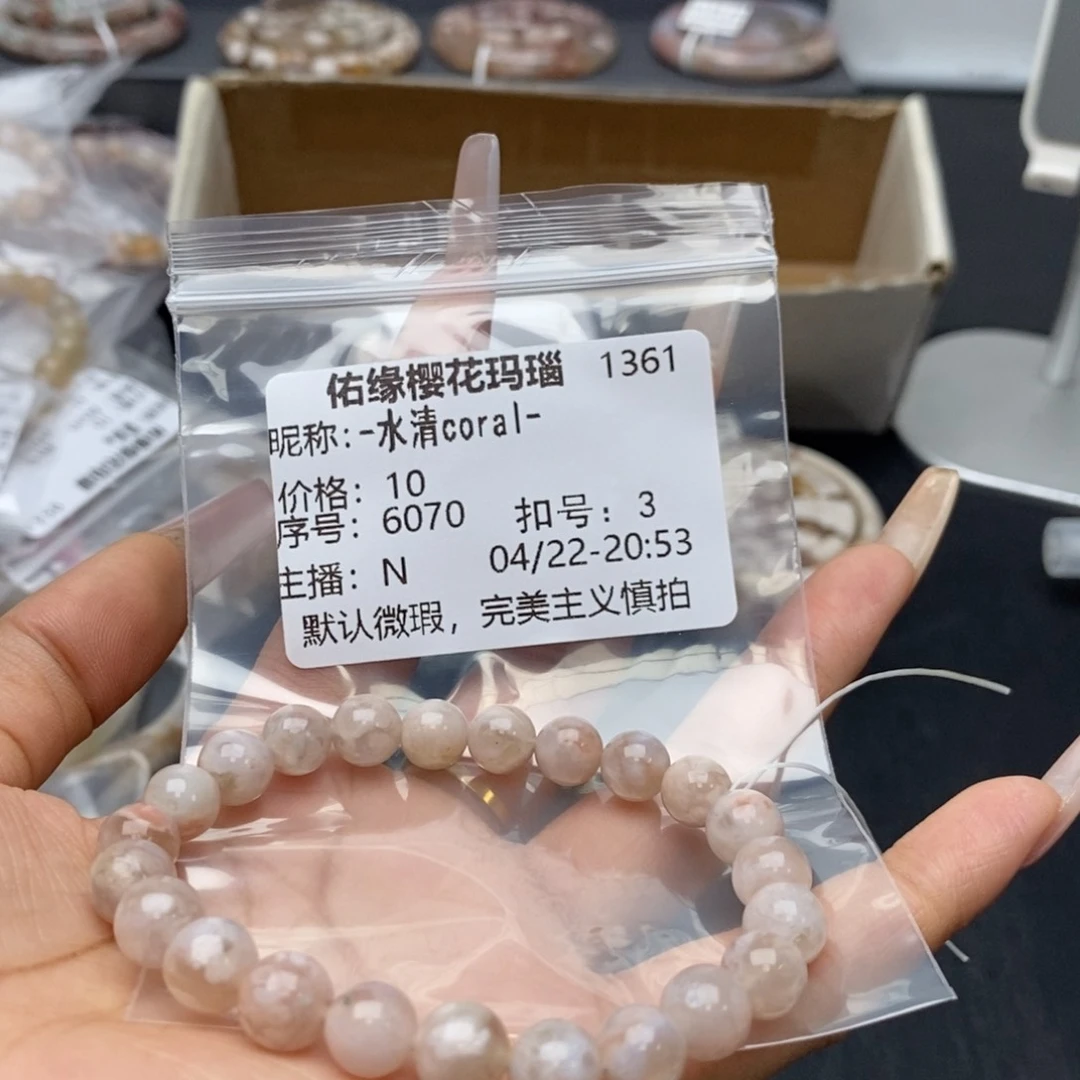 佑缘樱花玛瑙 1361
昵称:-水清coral-
价格: 10
序号: 6070 扣号: 3
主播: N 04/22-20:53
默认微瑕，完美主义慎拍